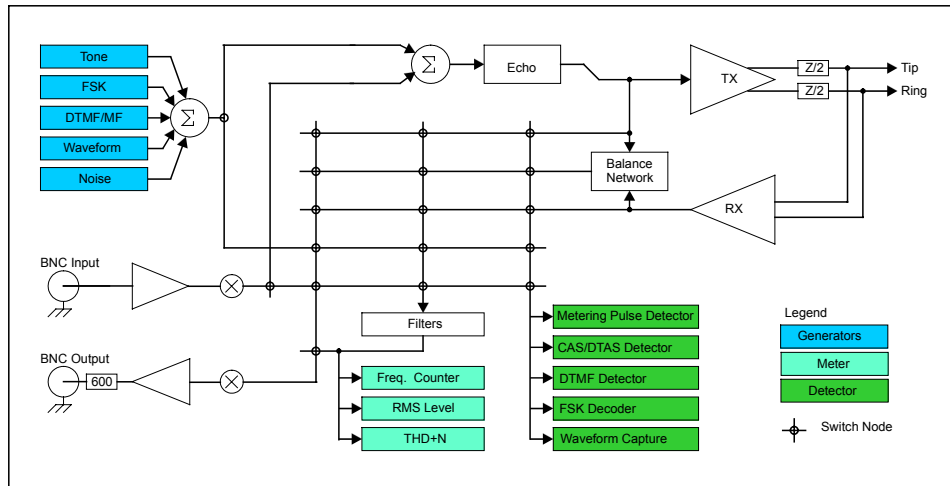 Tone
FSK
DTMF/MF
Waveform
Noise
Σ
Σ
Echo
TX
Z/2
Z/2
Tip
Ring
Balance
Network
RX
BNC Input
BNC Output
600
Filters
Freq. Counter
RMS Level
THD+N
Metering Pulse Detector
CAS/DTAS Detector
DTMF Detector
FSK Decoder
Waveform Capture
Legend
Generators
Meter
Detector
Switch Node